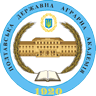 ПОЛТАВСЬКА ДЕРЖАВНА АГРАРНА АКАДЕМІЯ
1920